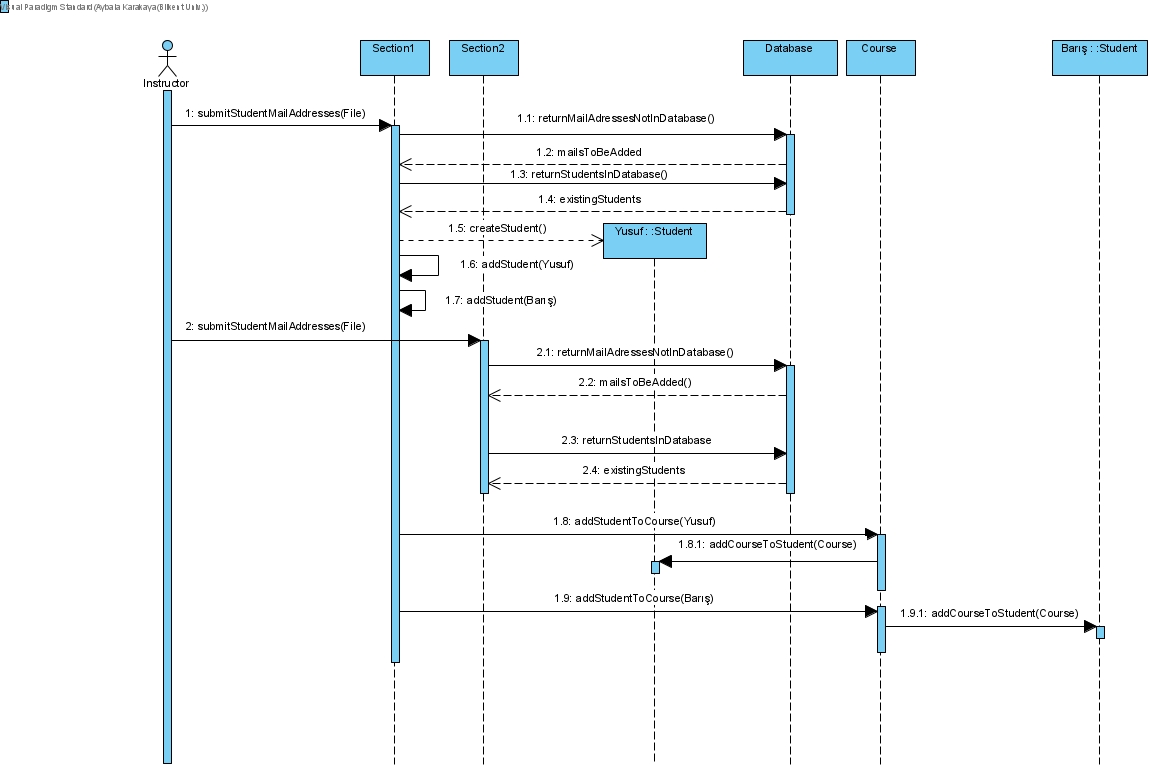 Visual Paradigm Standard(Aybala Karakaya(Bilkent Univ.))
Section1
Section2
Database
Course
Barış : :Student
Instructor
1: submitStudentMailAddresses(File)
1.1: returnMailAdressesNotInDatabase()
1.2: mailsToBeAdded
1.3: returnStudentsInDatabase()
1.4: existingStudents
1.5: createStudent()
Yusuf : :Student
1.6: addStudent(Yusuf)
1.7: addStudent(Barış)
2: submitStudentMailAddresses(File)
2.1: returnMailAdressesNotInDatabase()
2.2: mailsToBeAdded()
2.3: returnStudentsInDatabase
2.4: existingStudents
1.8: addStudentToCourse(Yusuf)
1.8.1: addCourseToStudent(Course)
1.9: addStudentToCourse(Barış)
1.9.1: addCourseToStudent(Course)